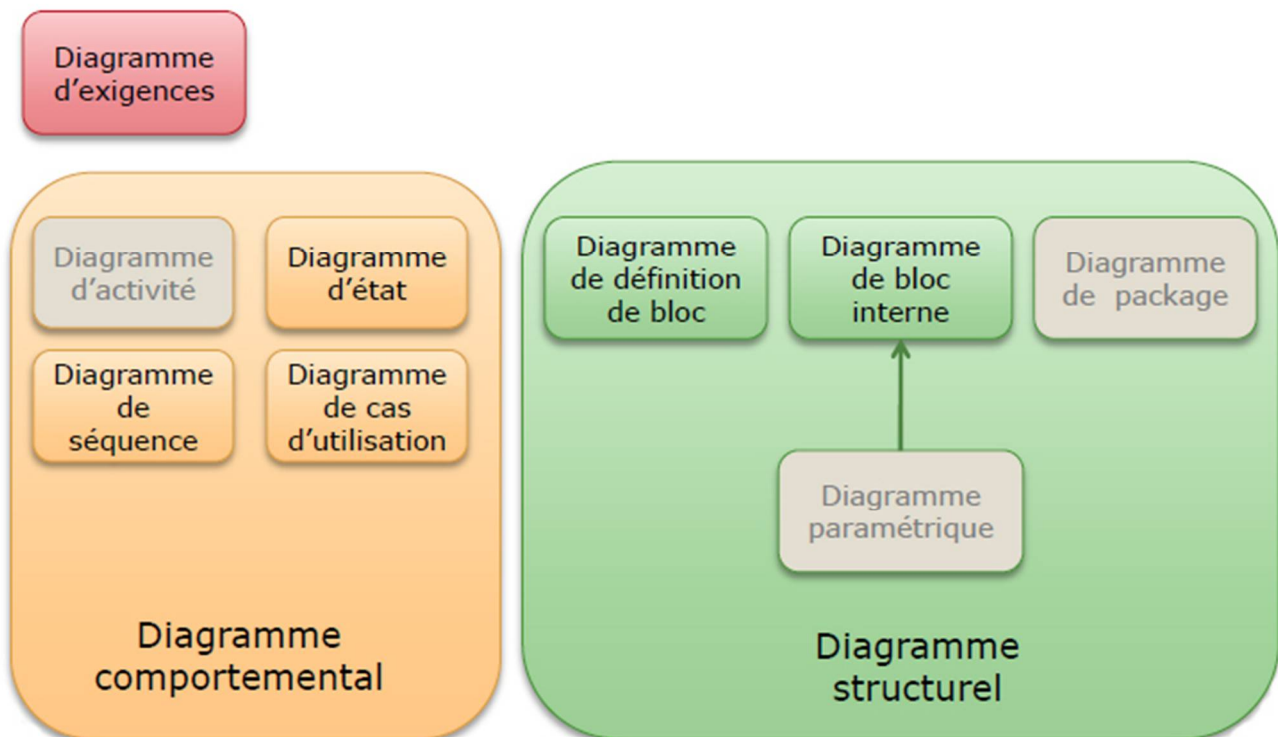 Diagramme
d'exigences
Diagramme
d'activité
Diagramme
d'état
Diagramme
de
séquence
Diagramme
de cas
d'utilisation
Diagramme
comportemental
Diagramme
de définition
de bloc
Diagramme
de bloc
interne
Diagramme
de package
Diagramme
paramétrique
Diagramme
structurel